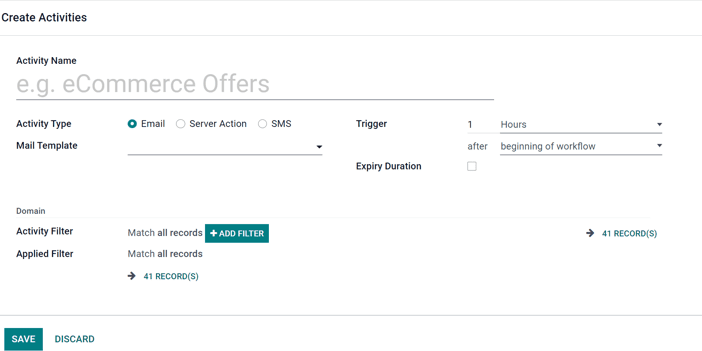 Create Activities
Activity Name
e.g. eCommerce Offers
Activity Type Email Server Action SMS Trigger 1 Hours
Mail Template after beginning of workflow
Expiry Duration
Domain
Activity Filter Match all records + ADD FILTER → 41 RECORD(S)
Applied Filter Match all records
→ 41 RECORD(S)
SAVE DISCARD